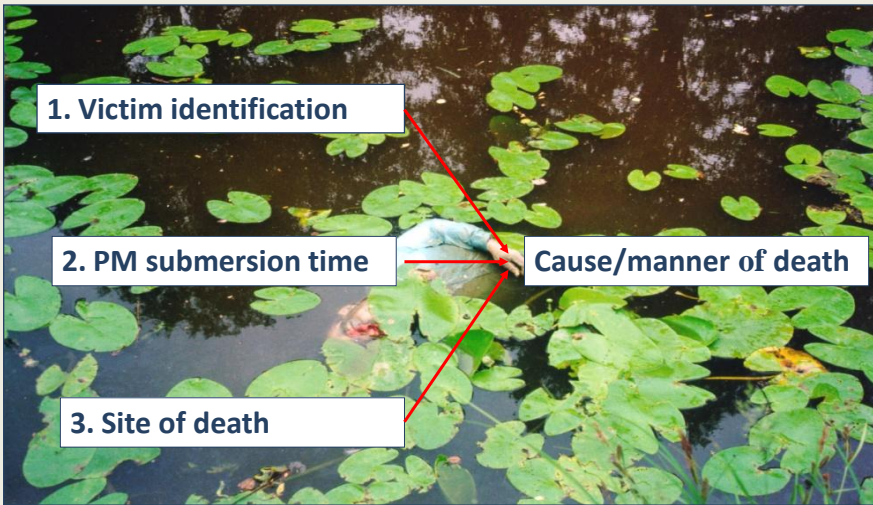 1. Victim identification
2. PM submersion time
Cause/manner of death
3. Site of death